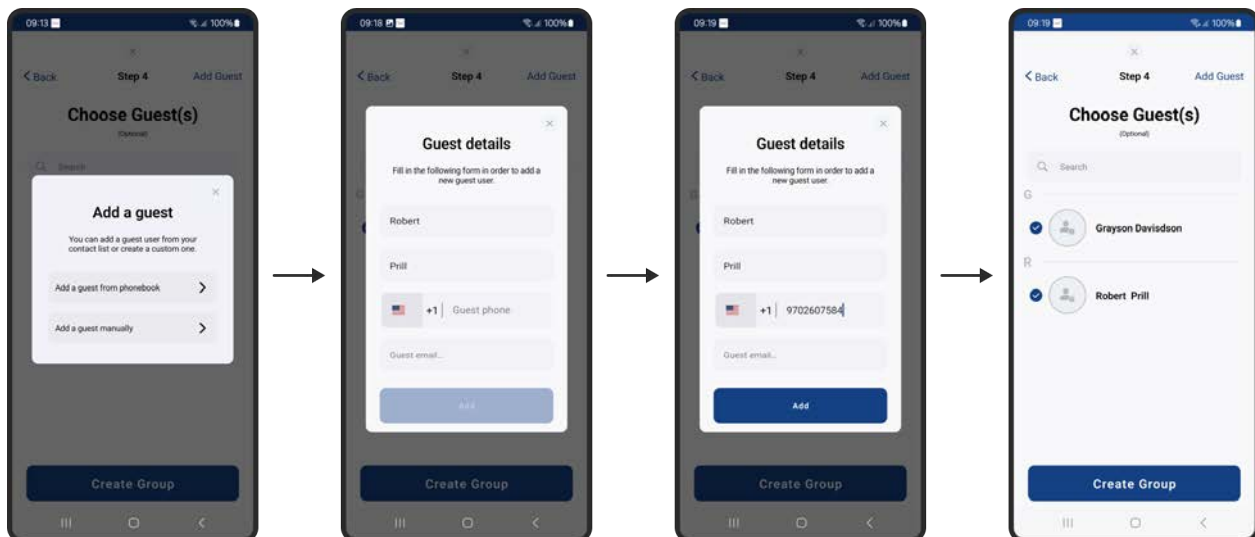 09:13
100%
Back
Step 4
Add Guest
Choose Guest(s)
(Optional)
Search
Add a guest
You can add a guest user from your
contact list or create a custom one.
Add a guest from phonebook
Add a guest manually
Create Group
09:18
100%
Back
Step 4
Add Guest
Guest details
Fill in the following form in order to add a
new guest user.
Robert
Prill
+1
Guest phone
Guest email...
Add
Create Group
09:19
100%
Back
Step 4
Add Guest
Guest details
Fill in the following form in order to add a
new guest user.
Robert
Prill
+1
9702607584
Guest email...
Add
Create Group
09:19
100%
Back
Step 4
Add Guest
Choose Guest(s)
(Optional)
Search
G
Grayson Davisdson
R
Robert Prill
Create Group